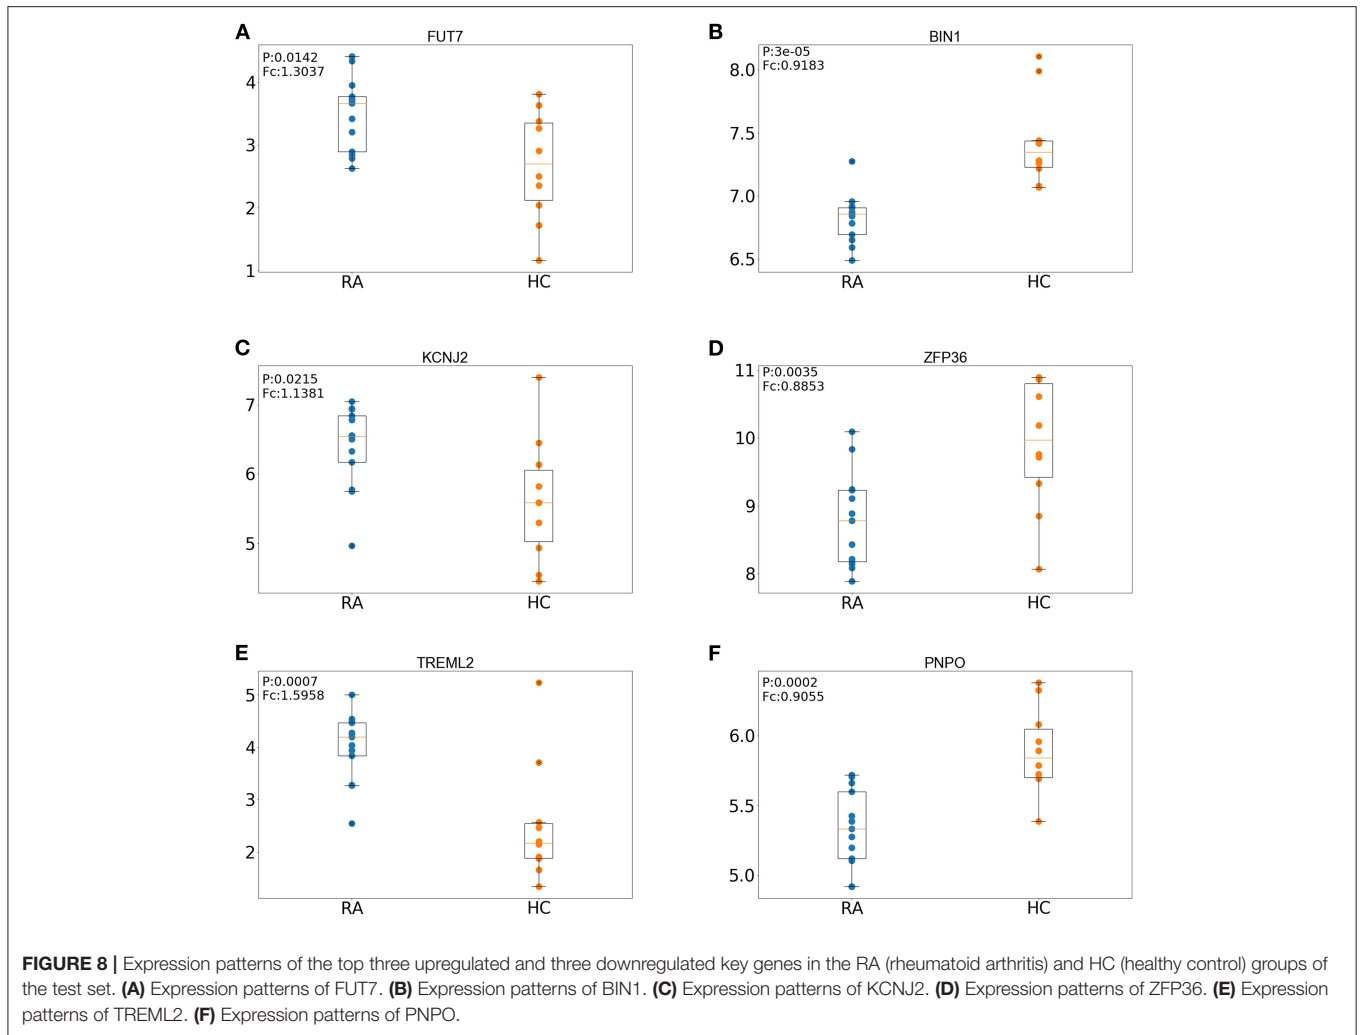 A
FUT7
P:0.0142
Fc:1.3037
4
3
2
1
RA
HC
B
BIN1
P:3e-05
Fc:0.9183
8.0
7.5
7.0
6.5
RA
HC
C
KCNJ2
P:0.0215
Fc:1.1381
7
6
5
RA
HC
D
ZFP36
P:0.0035
Fc:0.8853
11
10
9
8
RA
HC
E
TREML2
P:0.0007
Fc:1.5958
5
4
3
2
RA
HC
F
PNPO
P:0.0002
Fc:0.9055
6.0
5.5
5.0
RA
HC
FIGURE 8 | Expression patterns of the top three upregulated and three downregulated key genes in the RA (rheumatoid arthritis) and HC (healthy control) groups of
the test set. (A) Expression patterns of FUT7. (B) Expression patterns of BIN1. (C) Expression patterns of KCNJ2. (D) Expression patterns of ZFP36. (E) Expression
patterns of TREML2. (F) Expression patterns of PNPO.